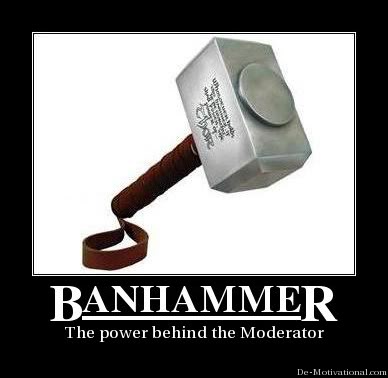 BANHAMMER
The power behind the Moderator
De-Motivational.com